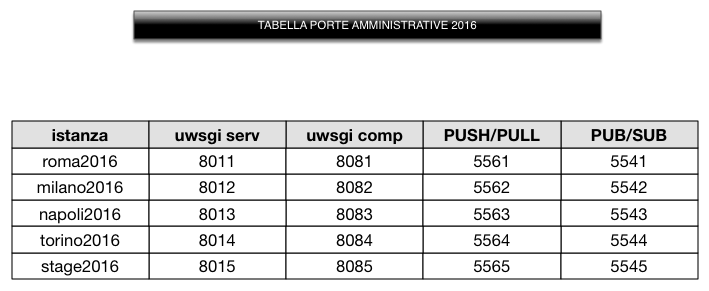 TABELLA PORTE AMMINISTRATIVE 2016
istanza uwsgi serv uwsgi comp PUSH/PULL PUB/SUB
roma2016 8011 8081 5561 5541
milano2016 8012 8082 5562 5542
napoli2016 8013 8083 5563 5543
torino2016 8014 8084 5564 5544
stage2016 8015 8085 5565 5545